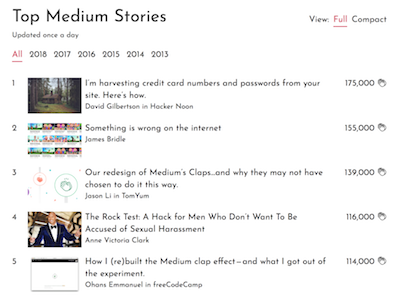 Top Medium Stories
View: Full Compact
Updated once a day
All 2018 2017 2016 2015 2014 2013
1 I'm harvesting credit card numbers and passwords from your 175,000
site. Here's how.
David Gilbertson in Hacker Noon
2 Something is wrong on the internet 155,000
James Bridle
3 Our redesign of Medium's Claps...and why they may not have 139,000
chosen to do it this way.
Jason Li in TomYum
4 The Rock Test: A Hack for Men Who Don't Want To Be 116,000
Accused of Sexual Harassment
Anne Victoria Clark
5 How I (re)built the Medium clap effect—and what I got out of 114,000
the experiment.
Ohans Emmanuel in freeCodeCamp